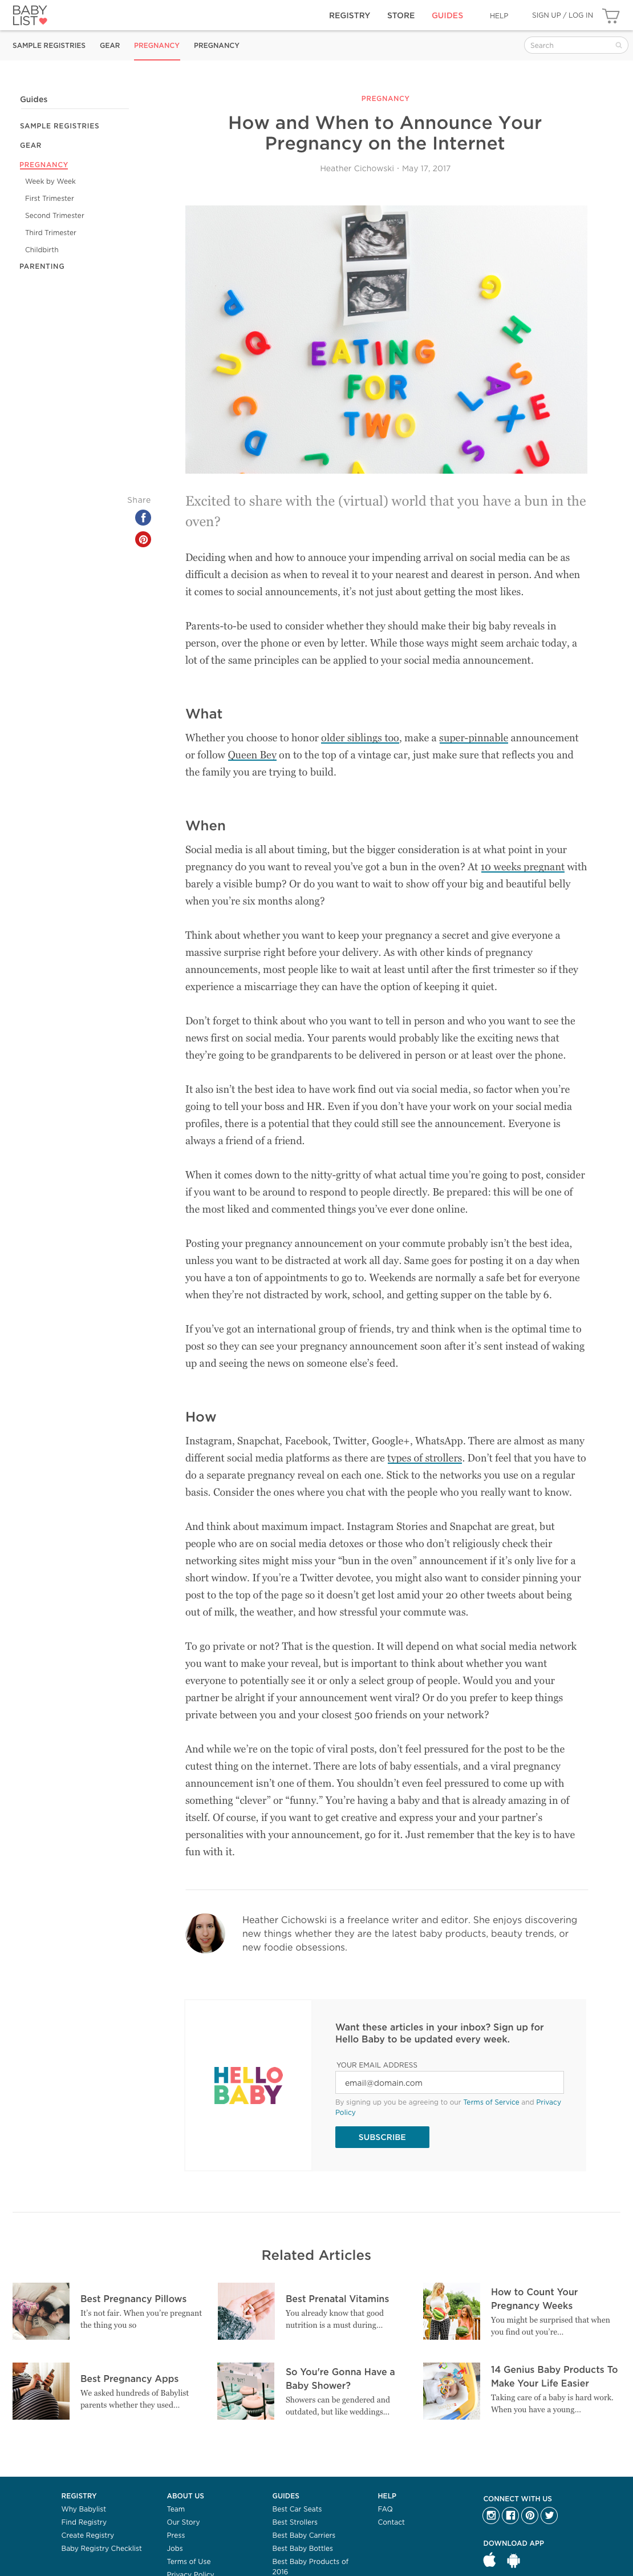 BABY
LIST
REGISTRY STORE GUIDES HELP SIGN UP / LOG IN
SAMPLE REGISTRIES GEAR PREGNANCY PREGNANCY Search
Guides
SAMPLE REGISTRIES
GEAR
PREGNANCY
Week by Week
First Trimester
Second Trimester
Third Trimester
Childbirth
PARENTING
PREGNANCY
How and When to Announce Your
Pregnancy on the Internet
Heather Cichowski - May 17, 2017
EATING
FOR
TWO
Share
Excited to share with the (virtual) world that you have a bun in the
oven?
Deciding when and how to annouce your impending arrival on social media can be as
difficult a decision as when to reveal it to your nearest and dearest in person. And when
it comes to social announcements, it's not just about getting the most likes.
Parents-to-be used to consider whether they should make their big baby reveals in
person, over the phone or even by letter. While those ways might seem archaic today, a
lot of the same principles can be applied to your social media announcement.
What
Whether you choose to honor older siblings too, make a super-pinnable announcement
or follow Queen Bey on to the top of a vintage car, just make sure that reflects you and
the family you are trying to build.
When
Social media is all about timing, but the bigger consideration is at what point in your
pregnancy do you want to reveal you've got a bun in the oven? At 10 weeks pregnant with
barely a visible bump? Or do you want to wait to show off your big and beautiful belly
when you're six months along?
Think about whether you want to keep your pregnancy a secret and give everyone a
massive surprise right before your delivery. As with other kinds of pregnancy
announcements, most people like to wait at least until after the first trimester so if they
experience a miscarriage they can have the option of keeping it quiet.
Don't forget to think about who you want to tell in person and who you want to see the
news first on social media. Your parents would probably like the exciting news that
they're going to be grandparents to be delivered in person or at least over the phone.
It also isn't the best idea to have work find out via social media, so factor when you're
going to tell your boss and HR. Even if you don't have your work on your social media
profiles, there is a potential that they could still see the announcement. Everyone is
always a friend of a friend.
When it comes down to the nitty-gritty of what actual time you're going to post, consider
if you want to be around to respond to people directly. Be prepared: this will be one of
the most liked and commented things you've ever done online.
Posting your pregnancy announcement on your commute probably isn't the best idea,
unless you want to be distracted at work all day. Same goes for posting it on a day when
you have a ton of appointments to go to. Weekends are normally a safe bet for everyone
when they're not distracted by work, school, and getting supper on the table by 6.
If you've got an international group of friends, try and think when is the optimal time to
post so they can see your pregnancy announcement soon after it's sent instead of waking
up and seeing the news on someone else's feed.
How
Instagram, Snapchat, Facebook, Twitter, Google+, WhatsApp. There are almost as many
different social media platforms as there are types of strollers. Don't feel that you have to
do a separate pregnancy reveal on each one. Stick to the networks you use on a regular
basis. Consider the ones where you chat with the people who you really want to know.
And think about maximum impact. Instagram Stories and Snapchat are great, but
people who are on social media detoxes or those who don't religiously check their
networking sites might miss your "bun in the oven" announcement if it's only live for a
short window. If you're a Twitter devotee, you might also want to consider pinning your
post to the top of the page so it doesn't get lost amid your 20 other tweets about being
out of milk, the weather, and how stressful your commute was.
To go private or not? That is the question. It will depend on what social media network
you want to make your reveal, but is important to think about whether you want
everyone to potentially see it or only a select group of people. Would you and your
partner be alright if your announcement went viral? Or do you prefer to keep things
private between you and your closest 500 friends on your network?
And while we're on the topic of viral posts, don't feel pressured for the post to be the
cutest thing on the internet. There are lots of baby essentials, and a viral pregnancy
announcement isn't one of them. You shouldn't even feel pressured to come up with
something "clever" or "funny." You're having a baby and that is already amazing in of
itself. Of course, if you want to get creative and express your and your partner's
personalities with your announcement, go for it. Just remember that the key is to have
fun with it.
Heather Cichowski is a freelance writer and editor. She enjoys discovering
new things whether they are the latest baby products, beauty trends, or
new foodie obsessions.
HELLO
BABY
Want these articles in your inbox? Sign up for
Hello Baby to be updated every week.
YOUR EMAIL ADDRESS
email@domain.com
By signing up you be agreeing to our Terms of Service and Privacy
Policy
SUBSCRIBE
Related Articles
Best Pregnancy Pillows
It's not fair. When you're pregnant
the thing you so
Best Prenatal Vitamins
You already know that good
nutrition is a must during...
How to Count Your
Pregnancy Weeks
You might be surprised that when
you find out you're...
Best Pregnancy Apps
We asked hundreds of Babylist
parents whether they used...
So You're Gonna Have a
Baby Shower?
Showers can be gendered and
outdated, but like weddings...
14 Genius Baby Products To
Make Your Life Easier
Taking care of a baby is hard work.
When you have a young...
REGISTRY
Why Babylist
Find Registry
Create Registry
Baby Registry Checklist
ABOUT US
Team
Our Story
Press
Jobs
Terms of Use
Privacy Policy
GUIDES
Best Car Seats
Best Strollers
Best Baby Carriers
Best Baby Bottles
Best Baby Products of
2016
HELP
FAQ
Contact
CONNECT WITH US
DOWNLOAD APP